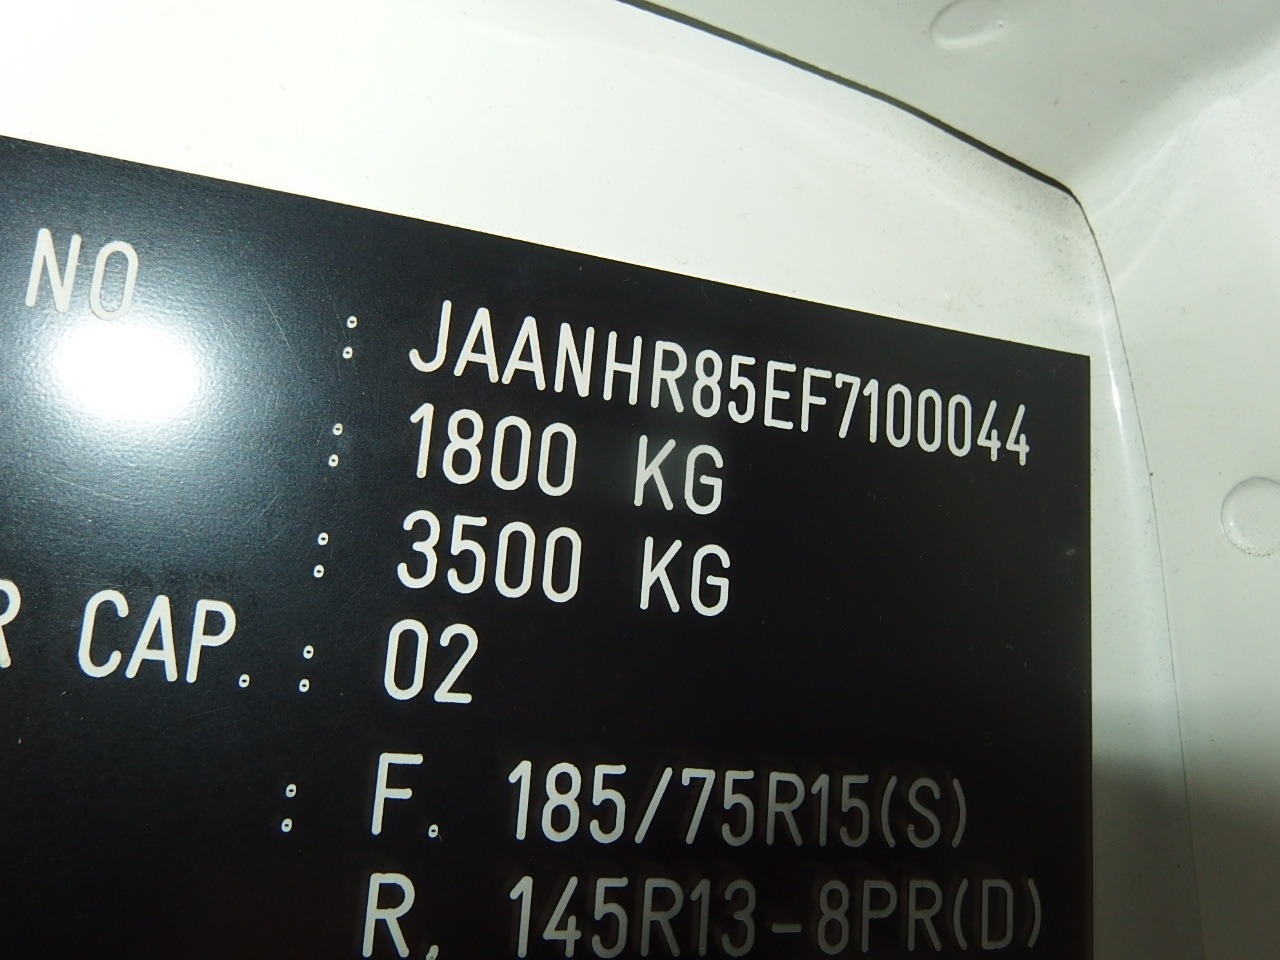 NO : JAANHR85EF7100044
: 1800 KG
: 3500 KG
R CAP. : 02
: F. 185/75R15(S)
R. 145R13-8PR(D)